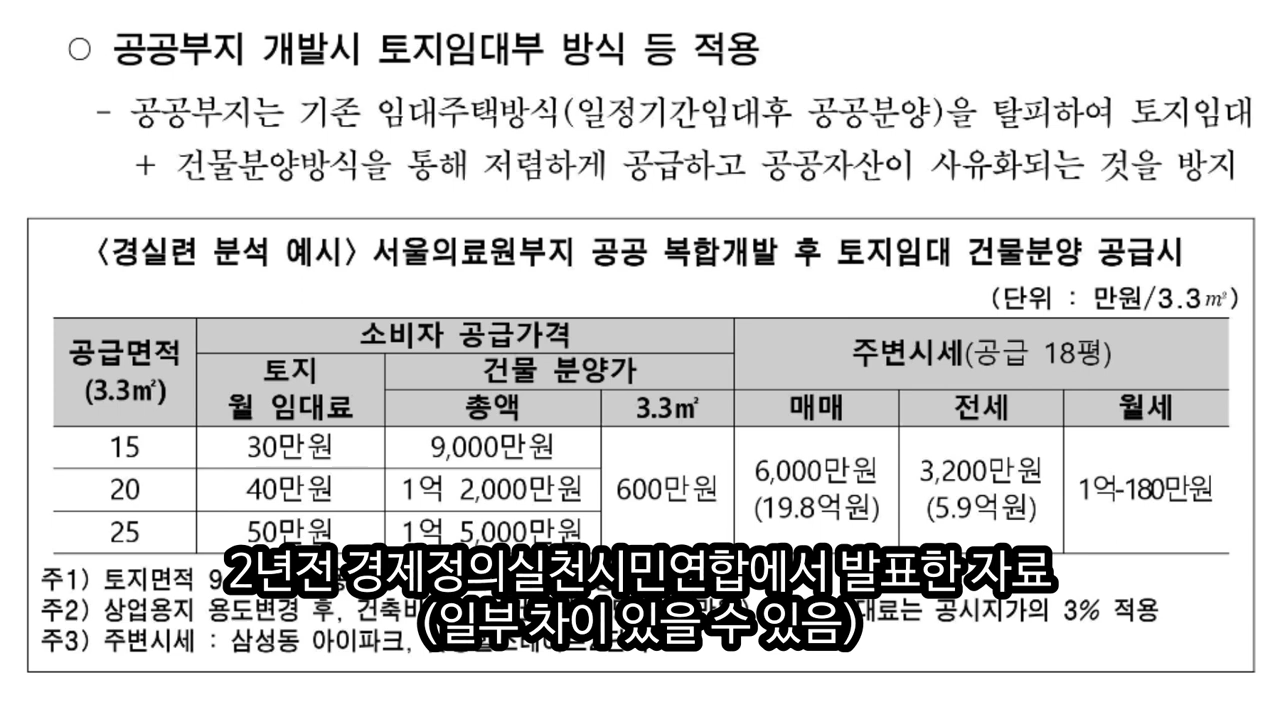 ○ 공공부지 개발시 토지임대부 방식 등 적용
- 공공부지는 기존 임대주택방식(일정기간임대후 공공분양)을 탈피하여 토지임대
+ 건물분양방식을 통해 저렴하게 공급하고 공공자산이 사유화되는 것을 방지
<경실련 분석 예시> 서울의료원부지 공공 복합개발 후 토지임대 건물분양 공급시
(단위 : 만원/3.3㎡)
공급면적 (3.3㎡) 소비자 공급가격 주변시세(공급 18평)
토지 월 임대료 건물 분양가
총액 3.3㎡ 매매 전세 월세
15 30만원 9,000만원 600만원 6,000만원 (19.8억원) 3,200만원 (5.9억원) 1억-180만원
20 40만원 1억 2,000만원
25 50만원 1억 5,000만원
2년전 경제정의실천시민연합에서 발표한 자료
(일부 차이 있을 수 있음)
주1) 토지면적 9
주2) 상업용지 용도변경 후, 건축비 대료는 공시지가의 3% 적용
주3) 주변시세 : 삼성동 아이파크,